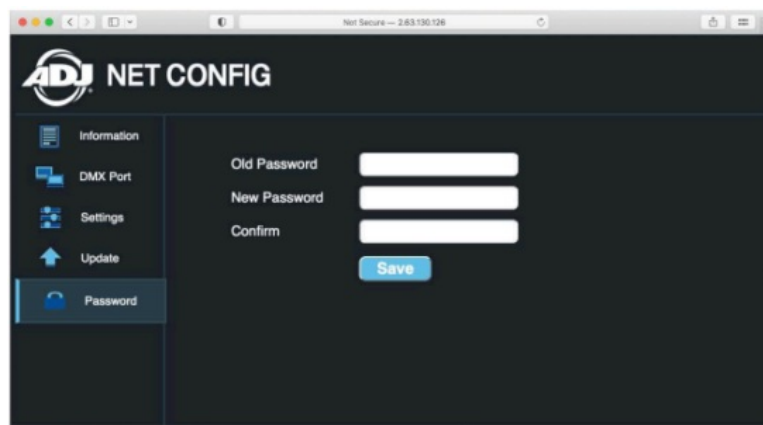 Not Secure — 2.63.130.126
ADJ NET CONFIG
Information
DMX Port
Settings
Update
Password
Old Password
New Password
Confirm
Save